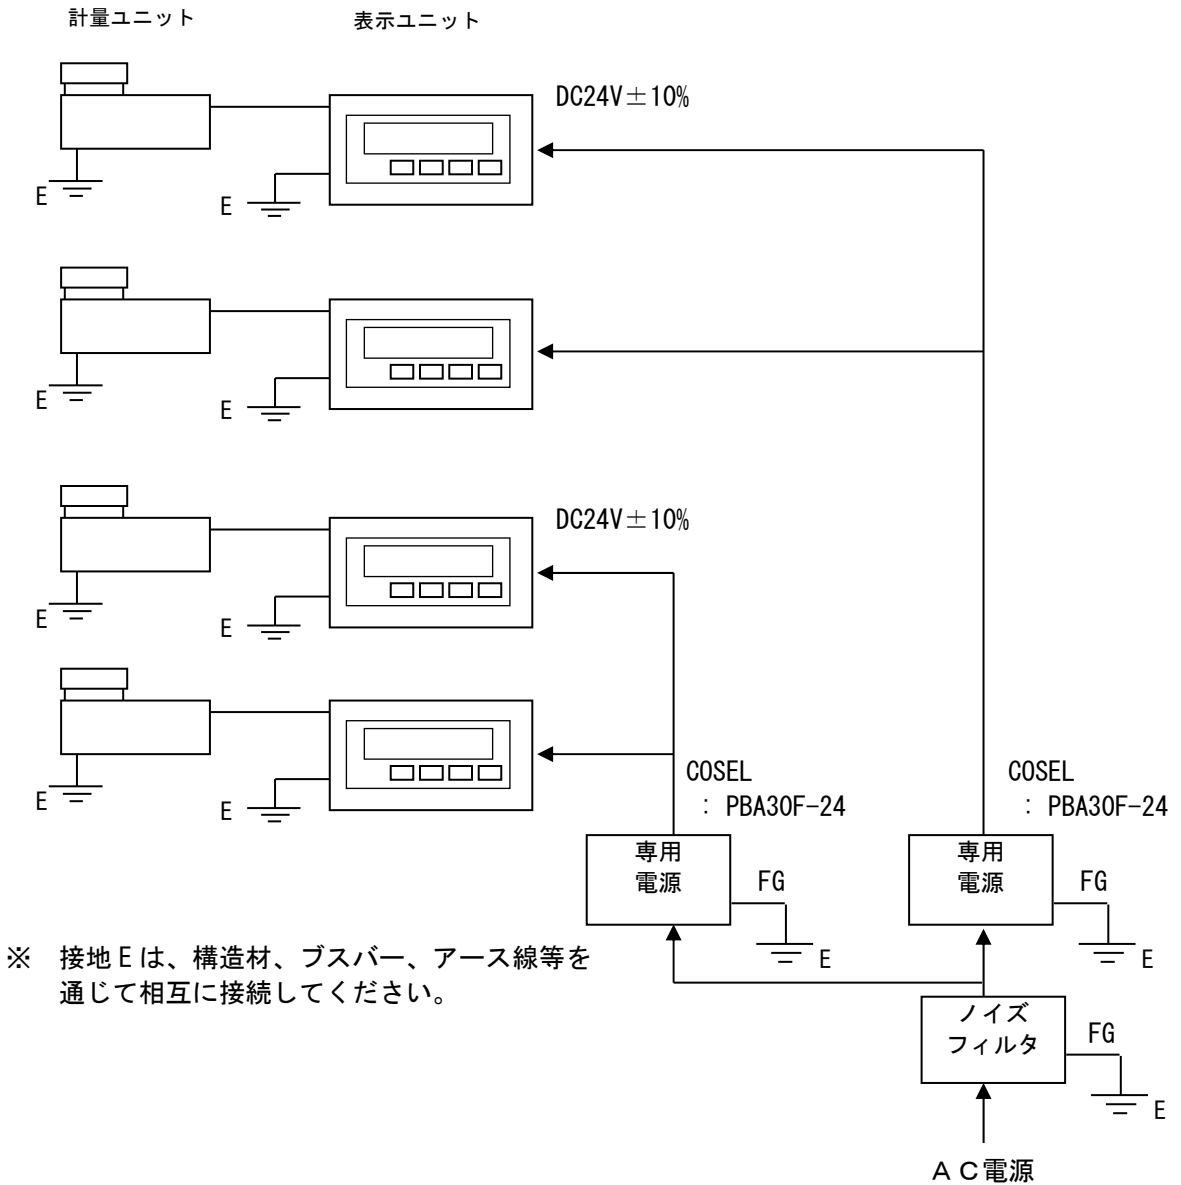 計量ユニット
表示ユニット
DC24V±10%
E
E
E
E
DC24V±10%
E
E
E
E
COSEL
: PBA30F-24
COSEL
: PBA30F-24
専用
電源
FG
E
専用
電源
FG
E
※ 接地Eは、構造材、ブスバー、アース線等を
通じて相互に接続してください。
ノイズ
フィルタ
FG
E
ＡＣ電源